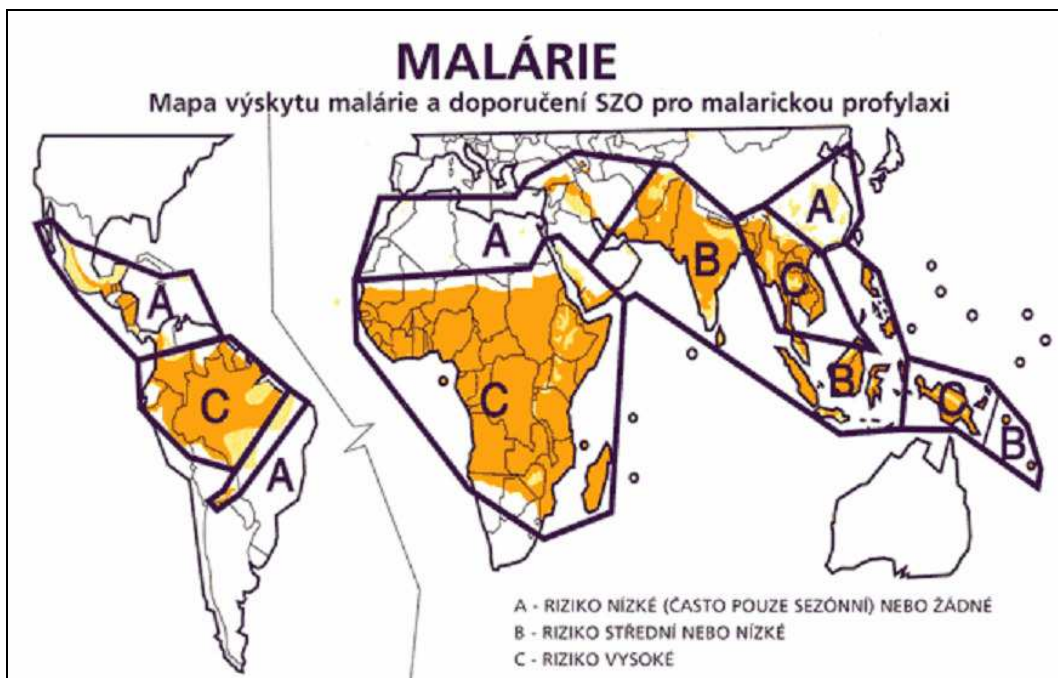 MALÁRIE
Mapa výskytu malárie a doporučení SZO pro malarickou profylaxi
A
A
A
B
C
A
C
C
B
C
B
A
A - RIZIKO NÍZKÉ (ČASTO POUZE SEZÓNNÍ) NEBO ŽÁDNÉ
B - RIZIKO STŘEDNÍ NEBO NÍZKÉ
C - RIZIKO VYSOKÉ